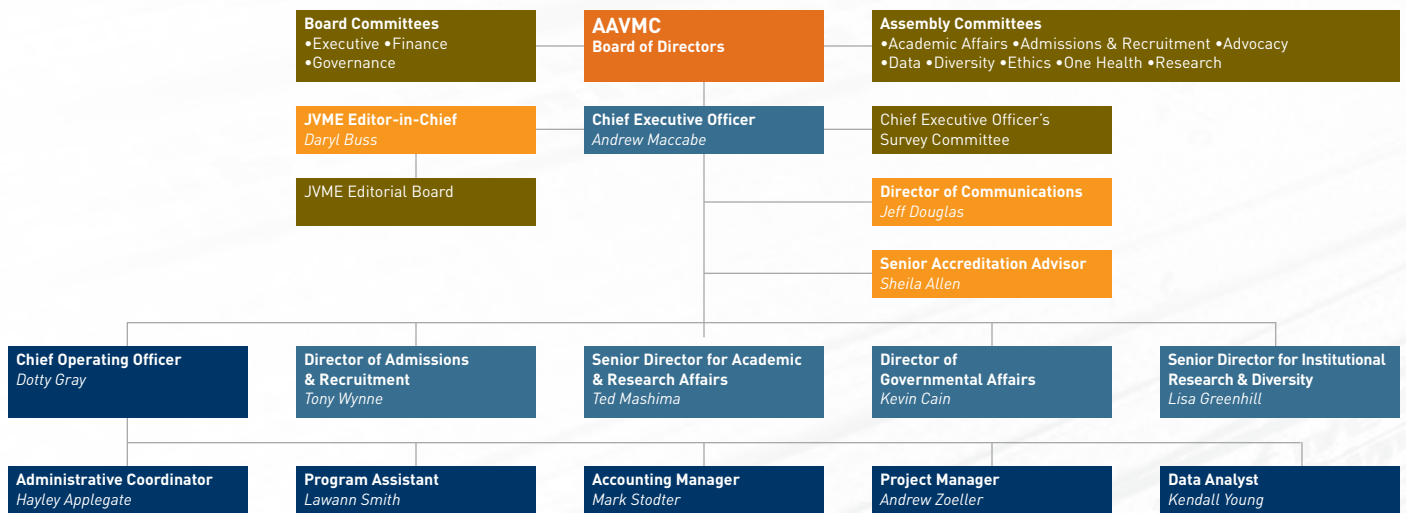 Board Committees
•Executive •Finance
•Governance
AAVMC
Board of Directors
Assembly Committees
•Academic Affairs •Admissions & Recruitment •Advocacy
•Data •Diversity •Ethics •One Health •Research
JVME Editor-in-Chief
Daryl Buss
Chief Executive Officer
Andrew Maccabe
Chief Executive Officer’s
Survey Committee
JVME Editorial Board
Director of Communications
Jeff Douglas
Senior Accreditation Advisor
Sheila Allen
Chief Operating Officer
Dotty Gray
Director of Admissions
& Recruitment
Tony Wynne
Senior Director for Academic
& Research Affairs
Ted Mashima
Director of
Governmental Affairs
Kevin Cain
Senior Director for Institutional
Research & Diversity
Lisa Greenhill
Administrative Coordinator
Hayley Applegate
Program Assistant
Lawann Smith
Accounting Manager
Mark Stodter
Project Manager
Andrew Zoeller
Data Analyst
Kendall Young